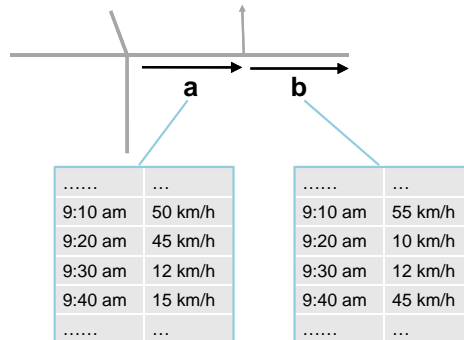 a
b
...... ...
9:10 am 50 km/h
9:20 am 45 km/h
9:30 am 12 km/h
9:40 am 15 km/h
...... ...
...... ...
9:10 am 55 km/h
9:20 am 10 km/h
9:30 am 12 km/h
9:40 am 45 km/h
...... ...